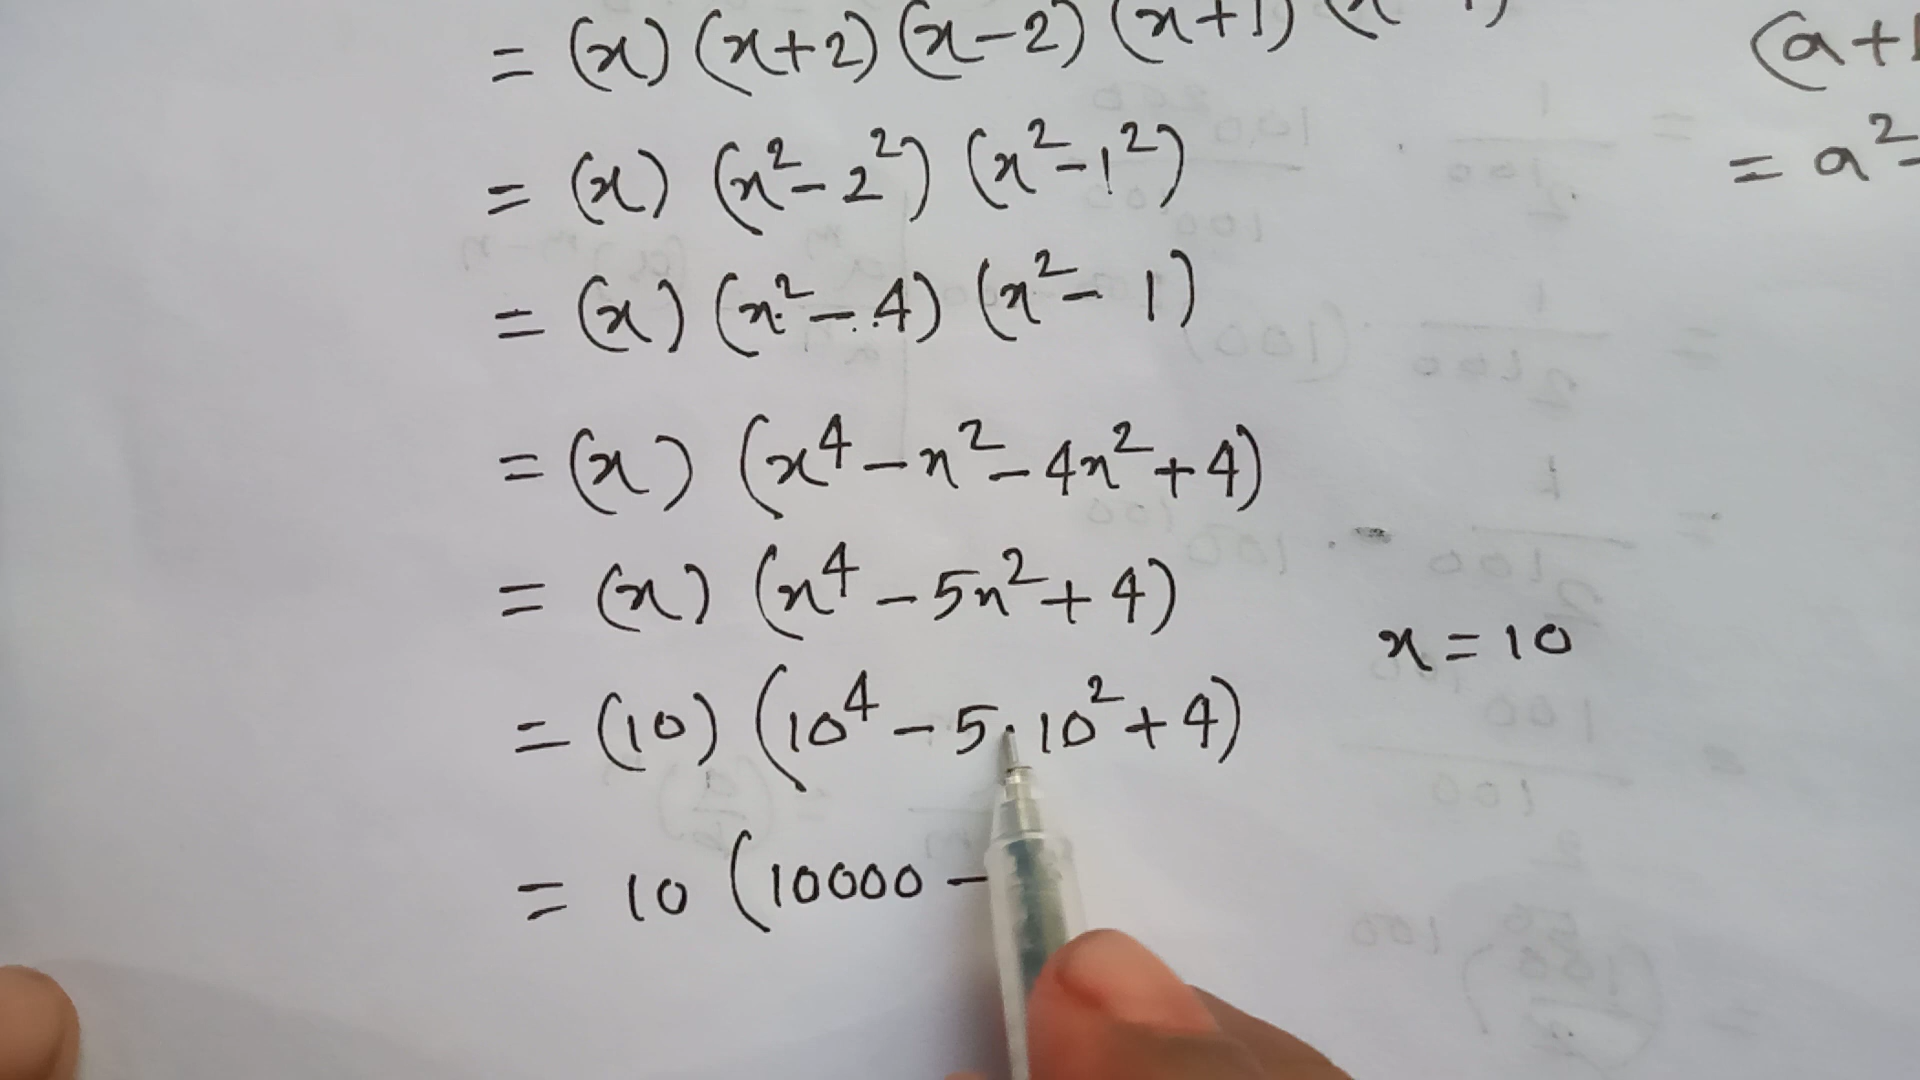 = (x) (x+2) (x-2) (x+1)
(a+
= (x) (x²-2²) (x²-1²)
= a²-
= (x) (x²-4) (x²-1)
= (x) (x⁴-x²-4x²+4)
= (x) (x⁴-5x²+4)
x=10
= (10) (10⁴-5·10²+4)
= 10 (10000 -